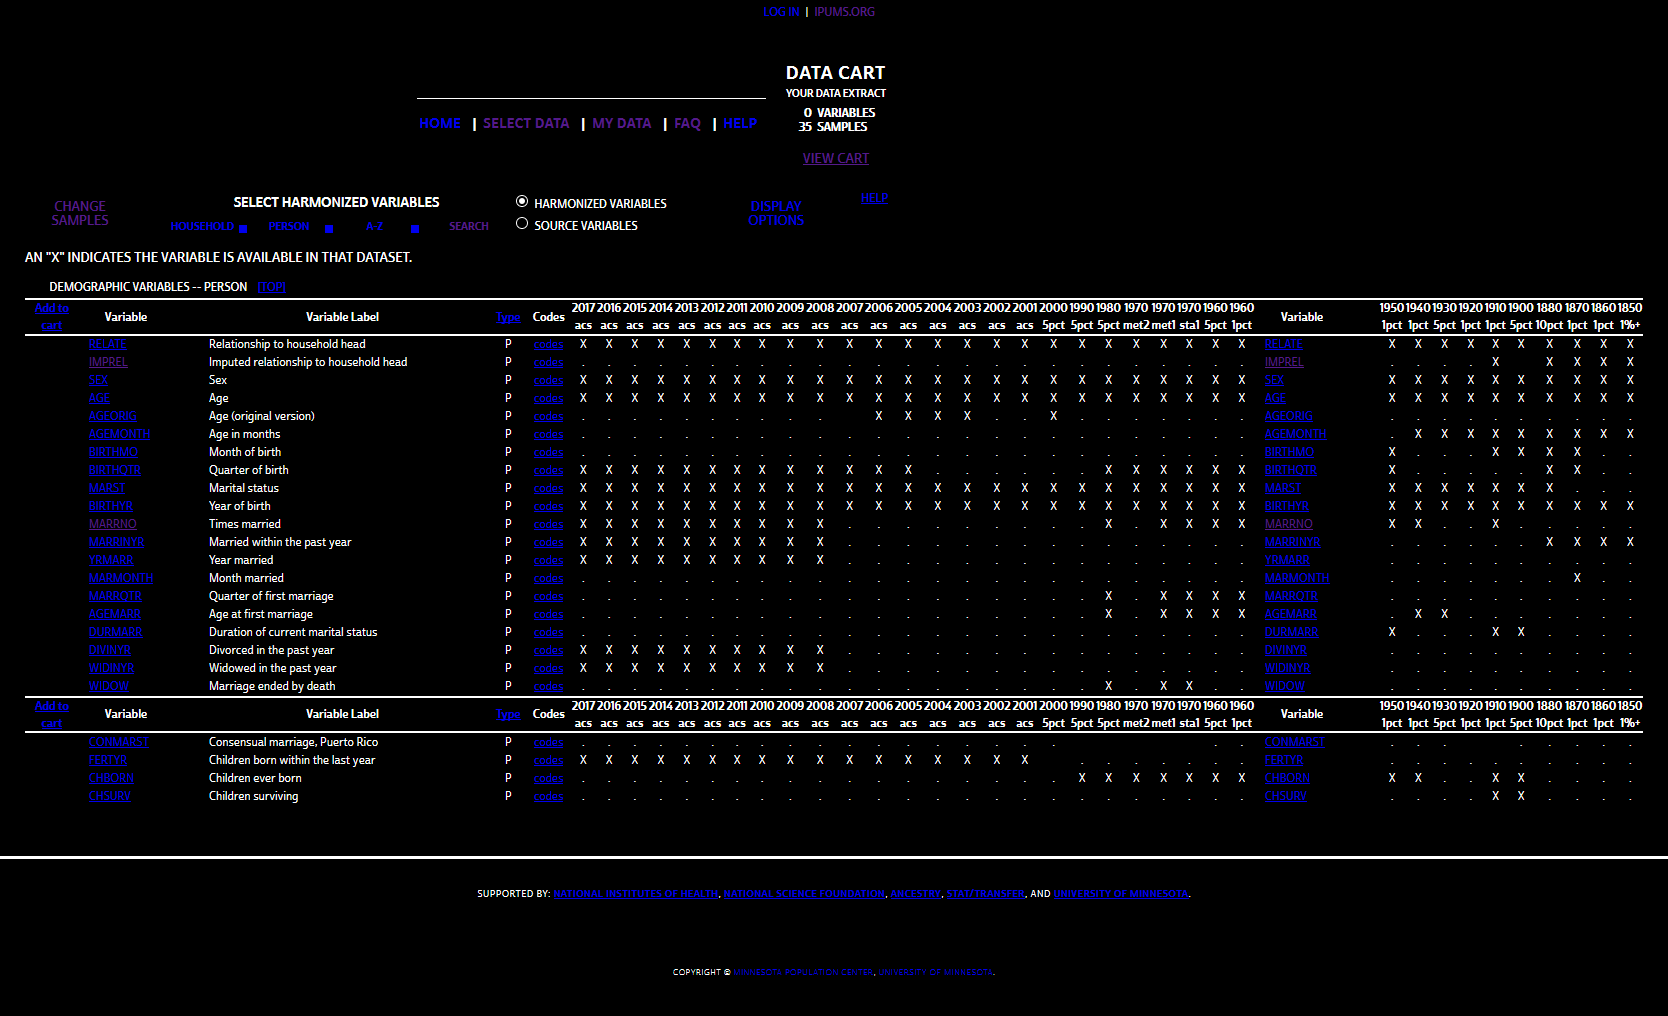 LOG IN | IPUMS.ORG
DATA CART
YOUR DATA EXTRACT
0 VARIABLES
35 SAMPLES
HOME | SELECT DATA | MY DATA | FAQ | HELP
VIEW CART
CHANGE SAMPLES
SELECT HARMONIZED VARIABLES
HOUSEHOLD PERSON A-Z SEARCH
HARMONIZED VARIABLES
SOURCE VARIABLES
DISPLAY OPTIONS
HELP
AN "X" INDICATES THE VARIABLE IS AVAILABLE IN THAT DATASET.
DEMOGRAPHIC VARIABLES -- PERSON [TOP]
Add to cart Variable Variable Label Type Codes 2017 acs 2016 acs 2015 acs 2014 acs 2013 acs 2012 acs 2011 acs 2010 acs 2009 acs 2008 acs 2007 acs 2006 acs 2005 acs 2004 acs 2003 acs 2002 acs 2001 acs 2000 5pct 1990 5pct 1980 5pct 1970 met2 1970 met1 1970 sta1 1960 5pct 1960 1pct Variable 1950 1pct 1940 1pct 1930 5pct 1920 1pct 1910 1pct 1900 5pct 1880 10pct 1870 1pct 1860 1pct 1850 1%+
RELATE Relationship to household head P codes X X X X X X X X X X X X X X X X X X X X X X X X X RELATE X X X X X X X X X X
IMPREL Imputed relationship to household head P codes . . . . . . . . . . . . . . . . . . . . . . . . . IMPREL . . . . X . X X X X
SEX Sex P codes X X X X X X X X X X X X X X X X X X X X X X X X X SEX X X X X X X X X X X
AGE Age P codes X X X X X X X X X X X X X X X X X X X X X X X X X AGE X X X X X X X X X X
AGEORIG Age (original version) P codes . . . . . . . . . . . X X X X . . X . . . . . . . AGEORIG . . . . . . . . . .
AGEMONTH Age in months P codes . . . . . . . . . . . . . . . . . . . . . . . . . AGEMONTH . X X X X X X X X X
BIRTHMO Month of birth P codes . . . . . . . . . . . . . . . . . . . . . . . . . BIRTHMO X . . . X X X X . .
BIRTHQTR Quarter of birth P codes X X X X X X X X X X X X X . . . . . . X X X X X X BIRTHQTR X . . . . . X X . .
MARST Marital status P codes X X X X X X X X X X X X X X X X X X X X X X X X X MARST X X X X X X X . . .
BIRTHYR Year of birth P codes X X X X X X X X X X X X X X X X X X X X X X X X X BIRTHYR X X X X X X X X X X
MARRNO Times married P codes X X X X X X X X X X . . . . . . . . . X . X X X X MARRNO X X . . X . . . . .
MARRINYR Married within the past year P codes X X X X X X X X X X . . . . . . . . . . . . . . . MARRINYR . . . . . . X X X X
YRMARR Year married P codes X X X X X X X X X X . . . . . . . . . . . . . . . YRMARR . . . . . . . . . .
MARMONTH Month married P codes . . . . . . . . . . . . . . . . . . . . . . . . . MARMONTH . . . . . . . X . .
MARRQTR Quarter of first marriage P codes . . . . . . . . . . . . . . . . . . . X . X X X X MARRQTR . . . . . . . . . .
AGEMARR Age at first marriage P codes . . . . . . . . . . . . . . . . . . . X . X X X X AGEMARR . X X . . . . . . .
DURMARR Duration of current marital status P codes . . . . . . . . . . . . . . . . . . . . . . . . . DURMARR X . . . X X . . . .
DIVINYR Divorced in the past year P codes X X X X X X X X X X . . . . . . . . . . . . . . . DIVINYR . . . . . . . . . .
WIDINYR Widowed in the past year P codes X X X X X X X X X X . . . . . . . . . . . . . . . WIDINYR . . . . . . . . . .
WIDOW Marriage ended by death P codes . . . . . . . . . . . . . . . . . . . X . X X . . WIDOW . . . . . . . . . .
Add to cart Variable Variable Label Type Codes 2017 acs 2016 acs 2015 acs 2014 acs 2013 acs 2012 acs 2011 acs 2010 acs 2009 acs 2008 acs 2007 acs 2006 acs 2005 acs 2004 acs 2003 acs 2002 acs 2001 acs 2000 5pct 1990 5pct 1980 5pct 1970 met2 1970 met1 1970 sta1 1960 5pct 1960 1pct Variable 1950 1pct 1940 1pct 1930 5pct 1920 1pct 1910 1pct 1900 5pct 1880 10pct 1870 1pct 1860 1pct 1850 1%+
CONMARST Consensual marriage, Puerto Rico P codes . . . . . . . . . . . . . . . . . . . . CONMARST . . . . . . . .
FERTYR Children born within the last year P codes X X X X X X X X X X X X X X X X X . . . . . . . FERTYR . . . . . . . . . .
CHBORN Children ever born P codes . . . . . . . . . . . . . . . . . . X X X X X X X CHBORN X X . . X X . . . .
CHSURV Children surviving P codes . . . . . . . . . . . . . . . . . . . . . . . . . CHSURV . . . . X X . . . .
SUPPORTED BY: NATIONAL INSTITUTES OF HEALTH, NATIONAL SCIENCE FOUNDATION, ANCESTRY, STAT/TRANSFER, AND UNIVERSITY OF MINNESOTA.
COPYRIGHT © MINNESOTA POPULATION CENTER, UNIVERSITY OF MINNESOTA.